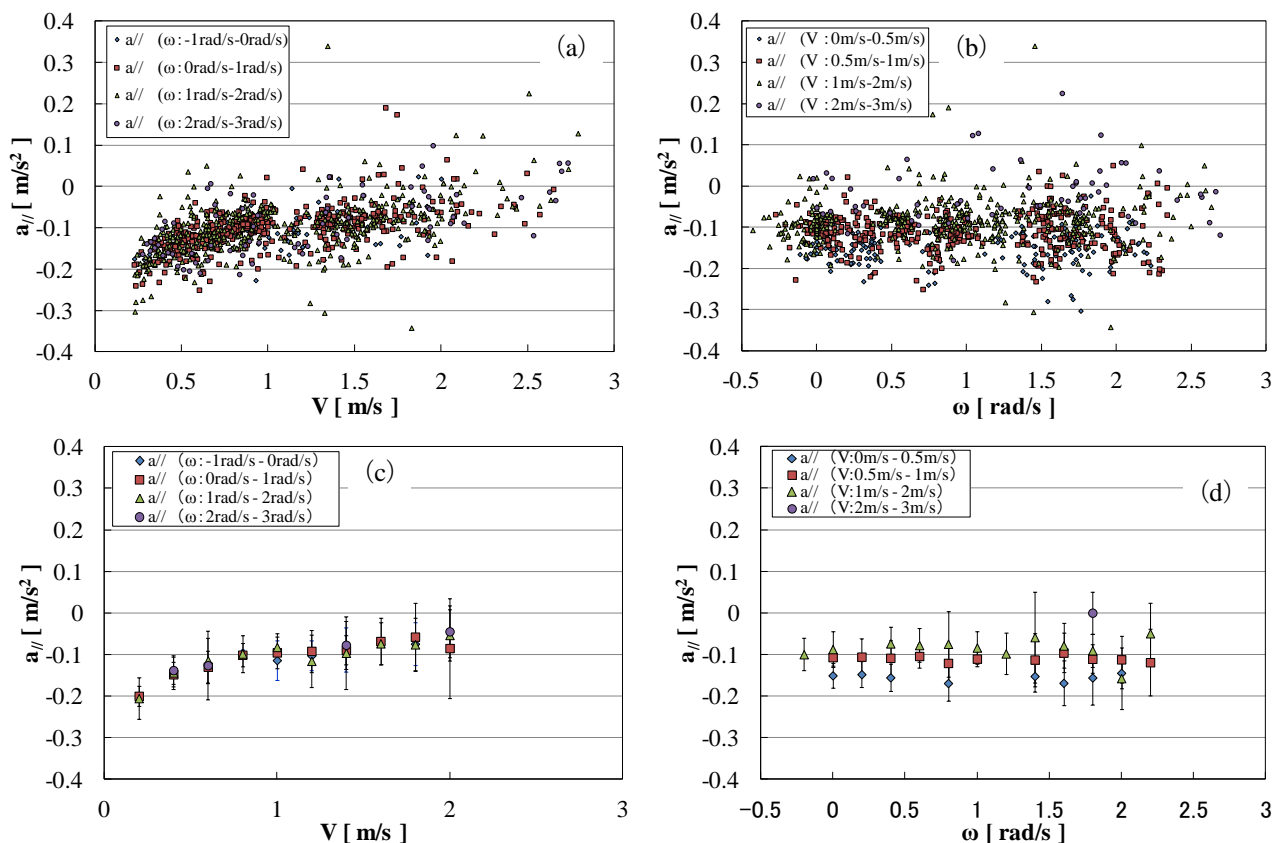 0.4
0.3
0.2
0.1
0
-0.1
-0.2
-0.3
-0.4
a// [ m/s²]
a// (ω: -1rad/s-0rad/s)
a// (ω: 0rad/s-1rad/s)
a// (ω: 1rad/s-2rad/s)
a// (ω: 2rad/s-3rad/s)
(a)
0 0.5 1 1.5 2 2.5 3
V [ m/s ]
0.4
0.3
0.2
0.1
0
-0.1
-0.2
-0.3
-0.4
a// [ m/s²]
a// (V : 0m/s-0.5m/s)
a// (V : 0.5m/s-1m/s)
a// (V : 1m/s-2m/s)
a// (V : 2m/s-3m/s)
(b)
-0.5 0 0.5 1 1.5 2 2.5 3
ω [ rad/s ]
0.4
0.3
0.2
0.1
0
-0.1
-0.2
-0.3
-0.4
a// [ m/s²]
a// (ω: -1rad/s - 0rad/s)
a// (ω: 0rad/s - 1rad/s)
a// (ω: 1rad/s - 2rad/s)
a// (ω: 2rad/s - 3rad/s)
(c)
0 1 2 3
V [ m/s ]
0.4
0.3
0.2
0.1
0
-0.1
-0.2
-0.3
-0.4
a// [ m/s²]
a// (V:0m/s - 0.5m/s)
a// (V:0.5m/s - 1m/s)
a// (V:1m/s - 2m/s)
a// (V:2m/s - 3m/s)
(d)
-0.5 0 0.5 1 1.5 2 2.5 3
ω [ rad/s ]